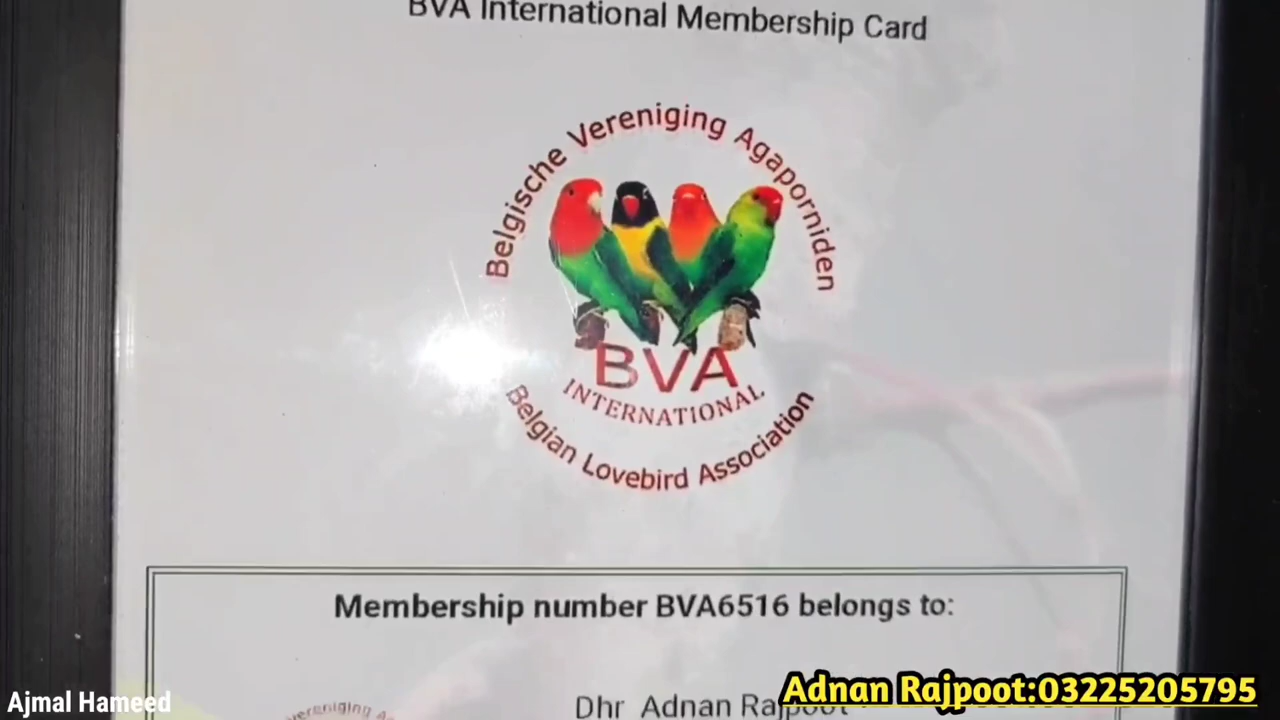 BVA International Membership Card
Belgische Vereniging Agaporniden
BVA
INTERNATIONAL
Belgian Lovebird Association
Membership number BVA6516 belongs to:
Dhr Adnan Rajpoot
Adnan Rajpoot:03225205795
Ajmal Hameed